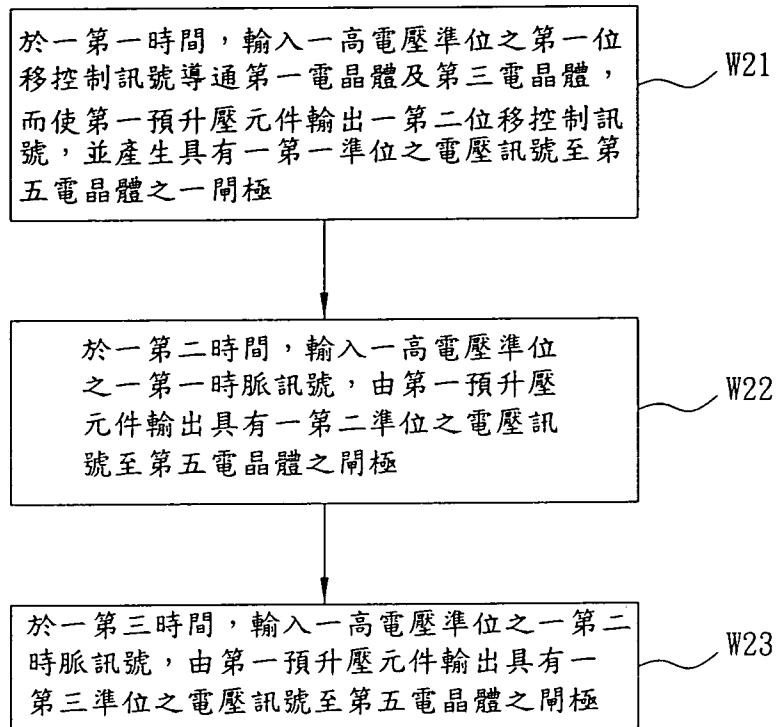 於一第一時間，輸入一高電壓準位之第一位
移控制訊號導通第一電晶體及第三電晶體，
而使第一預升壓元件輸出一第二位移控制訊
號，並產生具有一第一準位之電壓訊號至第
五電晶體之一閘極
W21
於一第二時間，輸入一高電壓準位
之一第一時脈訊號，由第一預升壓
元件輸出具有一第二準位之電壓訊
號至第五電晶體之閘極
W22
於一第三時間，輸入一高電壓準位之一第二
時脈訊號，由第一預升壓元件輸出具有一
第三準位之電壓訊號至第五電晶體之閘極
W23